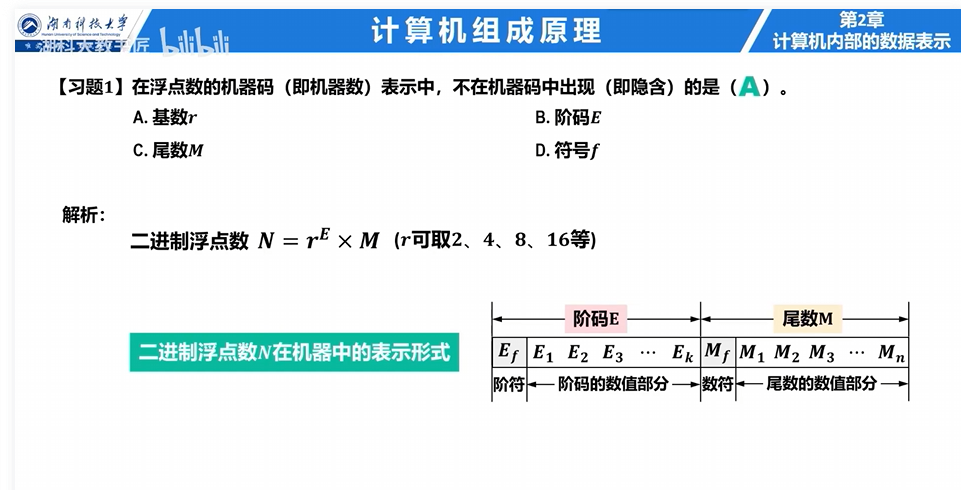 湖南科技大学
Hunan University of Science and Technology
湖科大教书匠 bilibili
计算机组成原理
第2章
计算机内部的数据表示
【习题1】在浮点数的机器码（即机器数）表示中，不在机器码中出现（即隐含）的是（A）。
A. 基数r B. 阶码E
C. 尾数M D. 符号f
解析：
二进制浮点数 N = r^E × M (r可取2、4、8、16等)
阶码E 尾数M
二进制浮点数N在机器中的表示形式
E_f E_1 E_2 E_3 ⋯ E_k M_f M_1 M_2 M_3 ⋯ M_n
阶符 阶码的数值部分 数符 尾数的数值部分